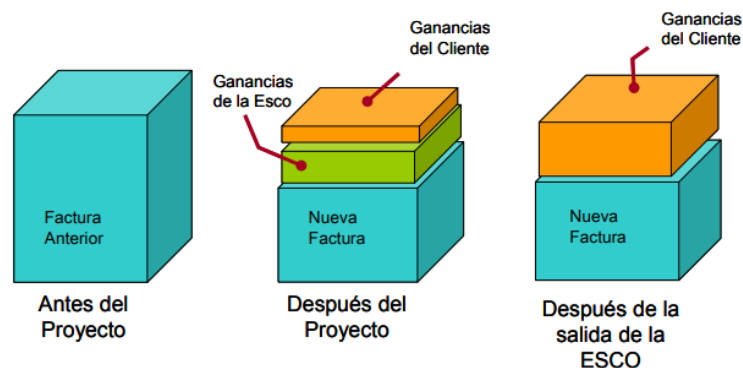 Ganancias
del Cliente
Ganancias
de la Esco
Ganancias
del Cliente
Factura
Anterior
Nueva
Factura
Nueva
Factura
Antes del
Proyecto
Después del
Proyecto
Después de la
salida de la
ESCO